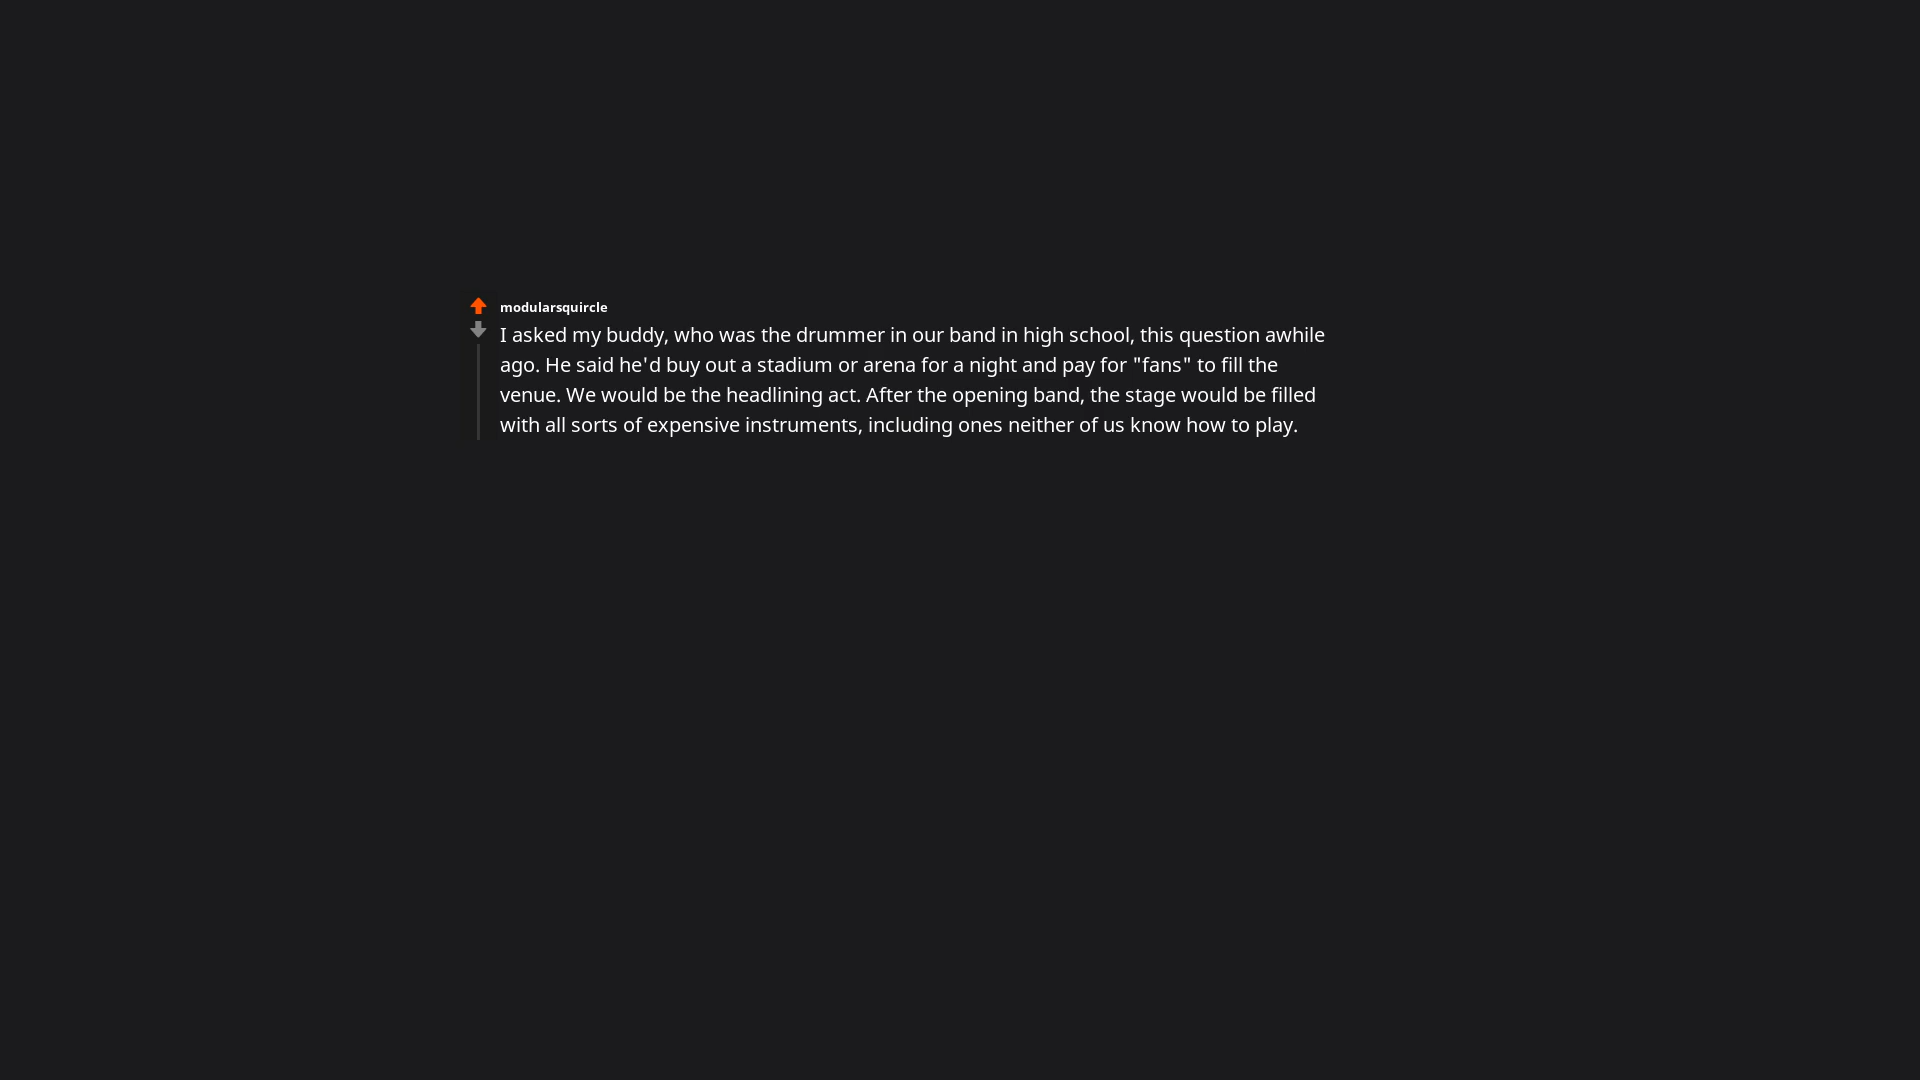 modularsquircle
I asked my buddy, who was the drummer in our band in high school, this question awhile
ago. He said he'd buy out a stadium or arena for a night and pay for "fans" to fill the
venue. We would be the headlining act. After the opening band, the stage would be filled
with all sorts of expensive instruments, including ones neither of us know how to play.